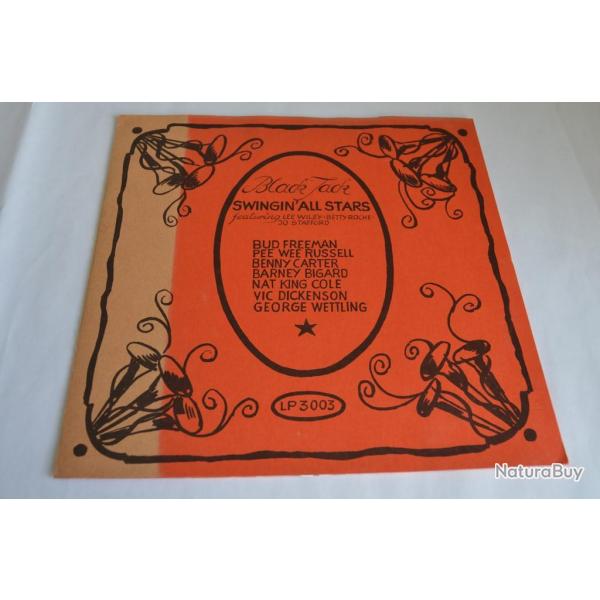 Black Jack
SWINGIN' ALL STARS
featuring LEE WILEY - BETTY ROCHE
JO STAFFORD
BUD FREEMAN
PEE WEE RUSSELL
BENNY CARTER
BARNEY BIGARD
NAT KING COLE
VIC DICKENSON
GEORGE WETTLING
LP 3003
NaturaBuy